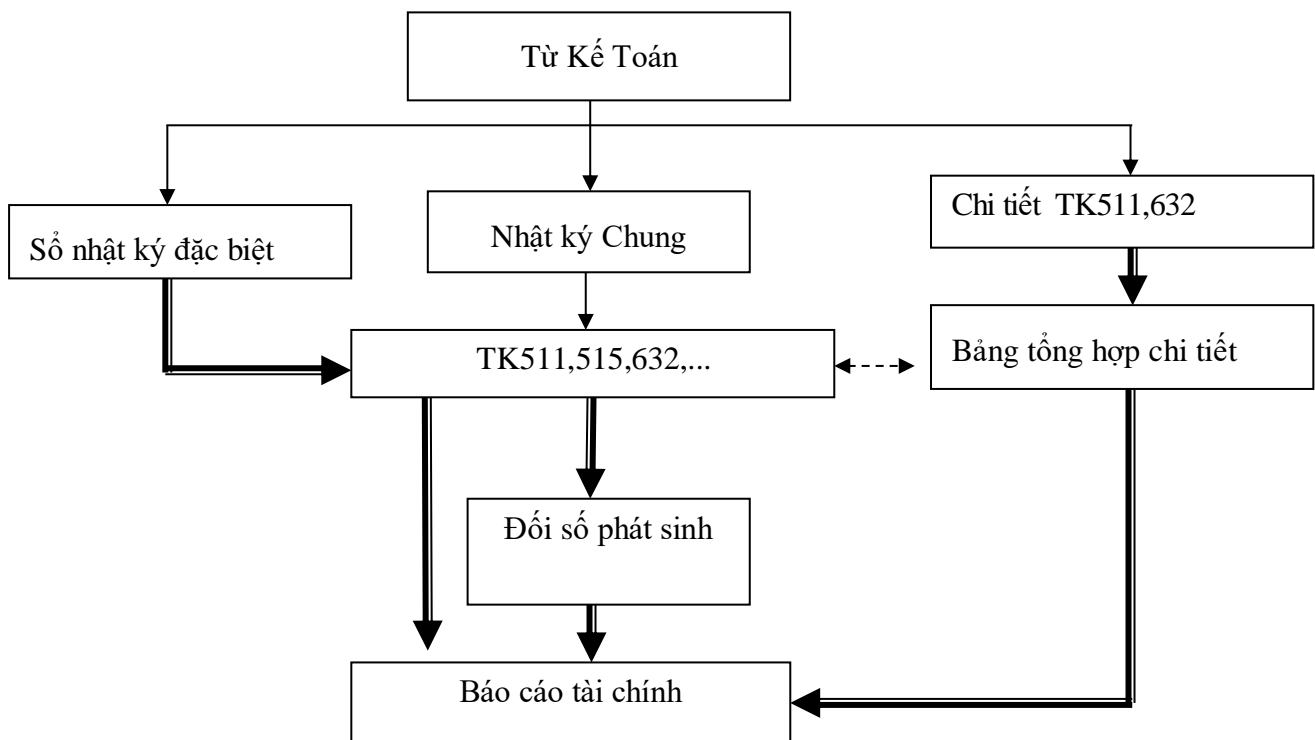 Từ Kế Toán
Chi tiết TK511,632
Sổ nhật ký đặc biệt
Nhật ký Chung
TK511,515,632,...
Bảng tổng hợp chi tiết
Đối số phát sinh
Báo cáo tài chính